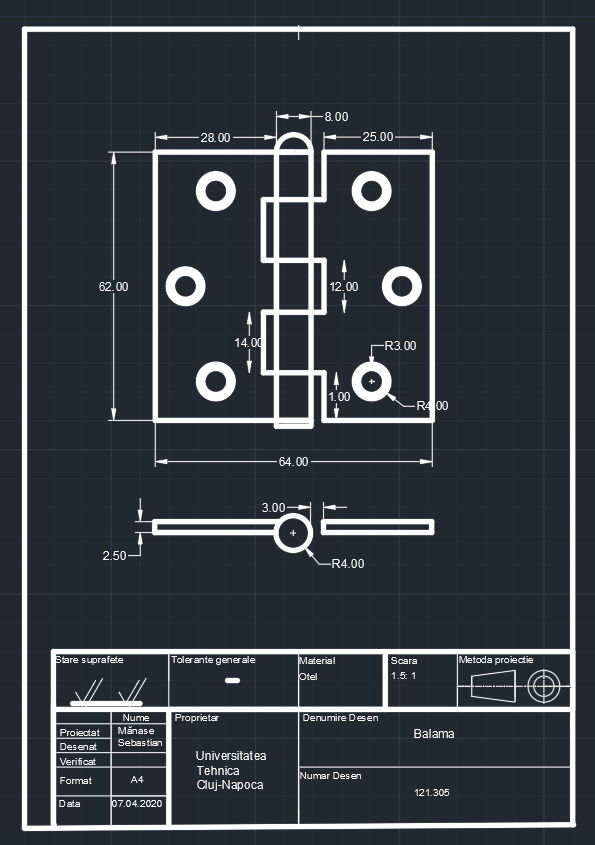 8.00
28.00
25.00
62.00
12.00
14.00
R3.00
1.00
R4.00
64.00
3.00
2.50
R4.00
Stare suprafete
Tolerante generale
Material
Otel
Scara
1.5: 1
Metoda proiectie
Nume
Proiectat
Mănase
Desenat
Sebastian
Verificat
Format
A4
Data
07.04.2020
Proprietar
Universitatea
Tehnica
Cluj-Napoca
Denumire Desen
Balama
Numar Desen
121.305